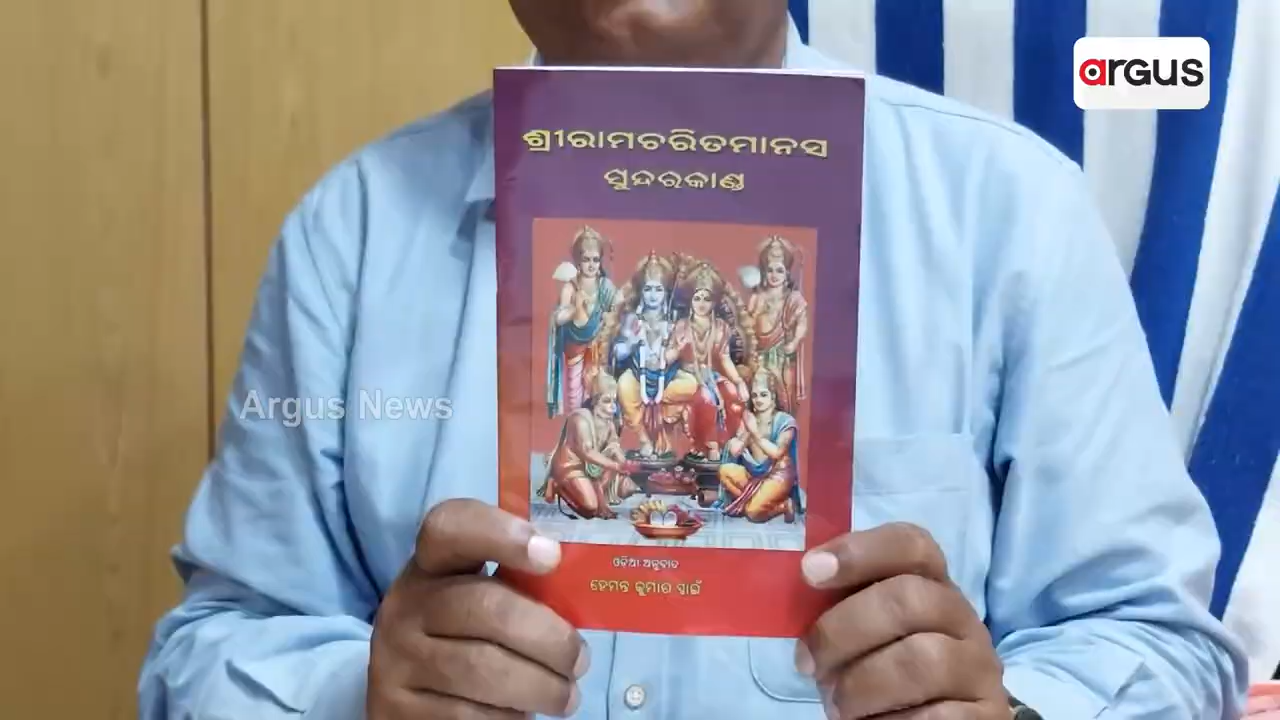 argus
ଶ୍ରୀରାମଚରିତମାନସ
ସୁନ୍ଦରକାଣ୍ଡ
Argus News
ଓଡିଆ ଅନୁବାଦ
ହେମନ୍ତ କୁମାର ସ୍ୱାଇଁ